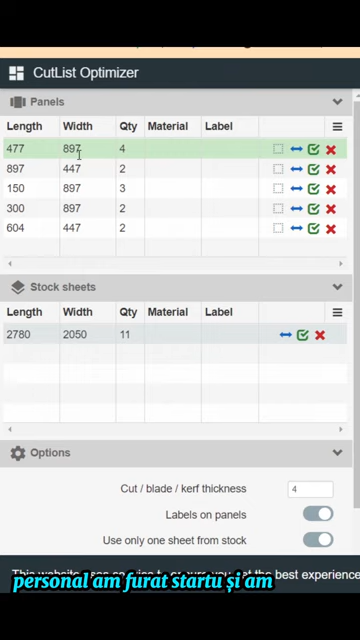 CutList Optimizer
Panels
Length Width Qty Material Label
477 897 4
897 447 2
150 897 3
300 897 2
604 447 2
Stock sheets
Length Width Qty Material Label
2780 2050 11
Options
Cut / blade / kerf thickness 4
Labels on panels
Use only one sheet from stock
personal am furat startu și am